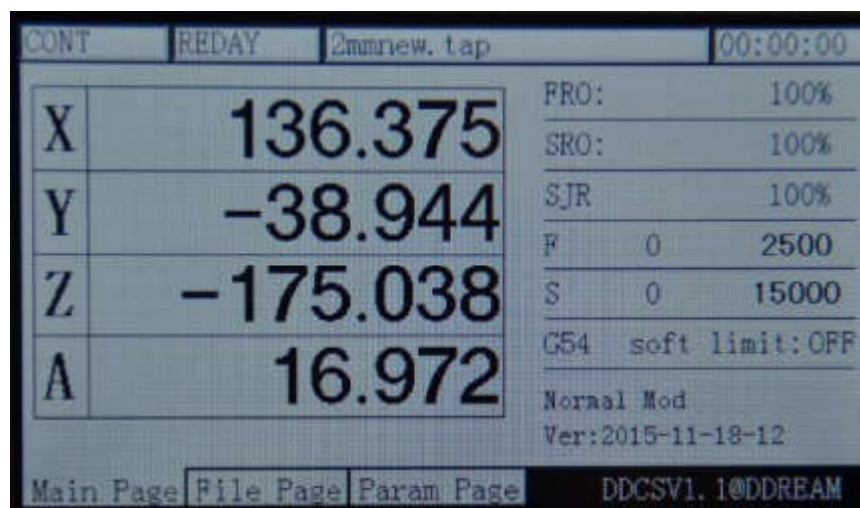 CONT REDAY 2mmnew.tap 00:00:00
X 136.375
Y -38.944
Z -175.038
A 16.972
FRO: 100%
SRO: 100%
SJR 100%
F 0 2500
S 0 15000
G54 soft limit:OFF
Normal Mod
Ver:2015-11-18-12
Main Page File Page Param Page DDCSV1.1@DDREAM